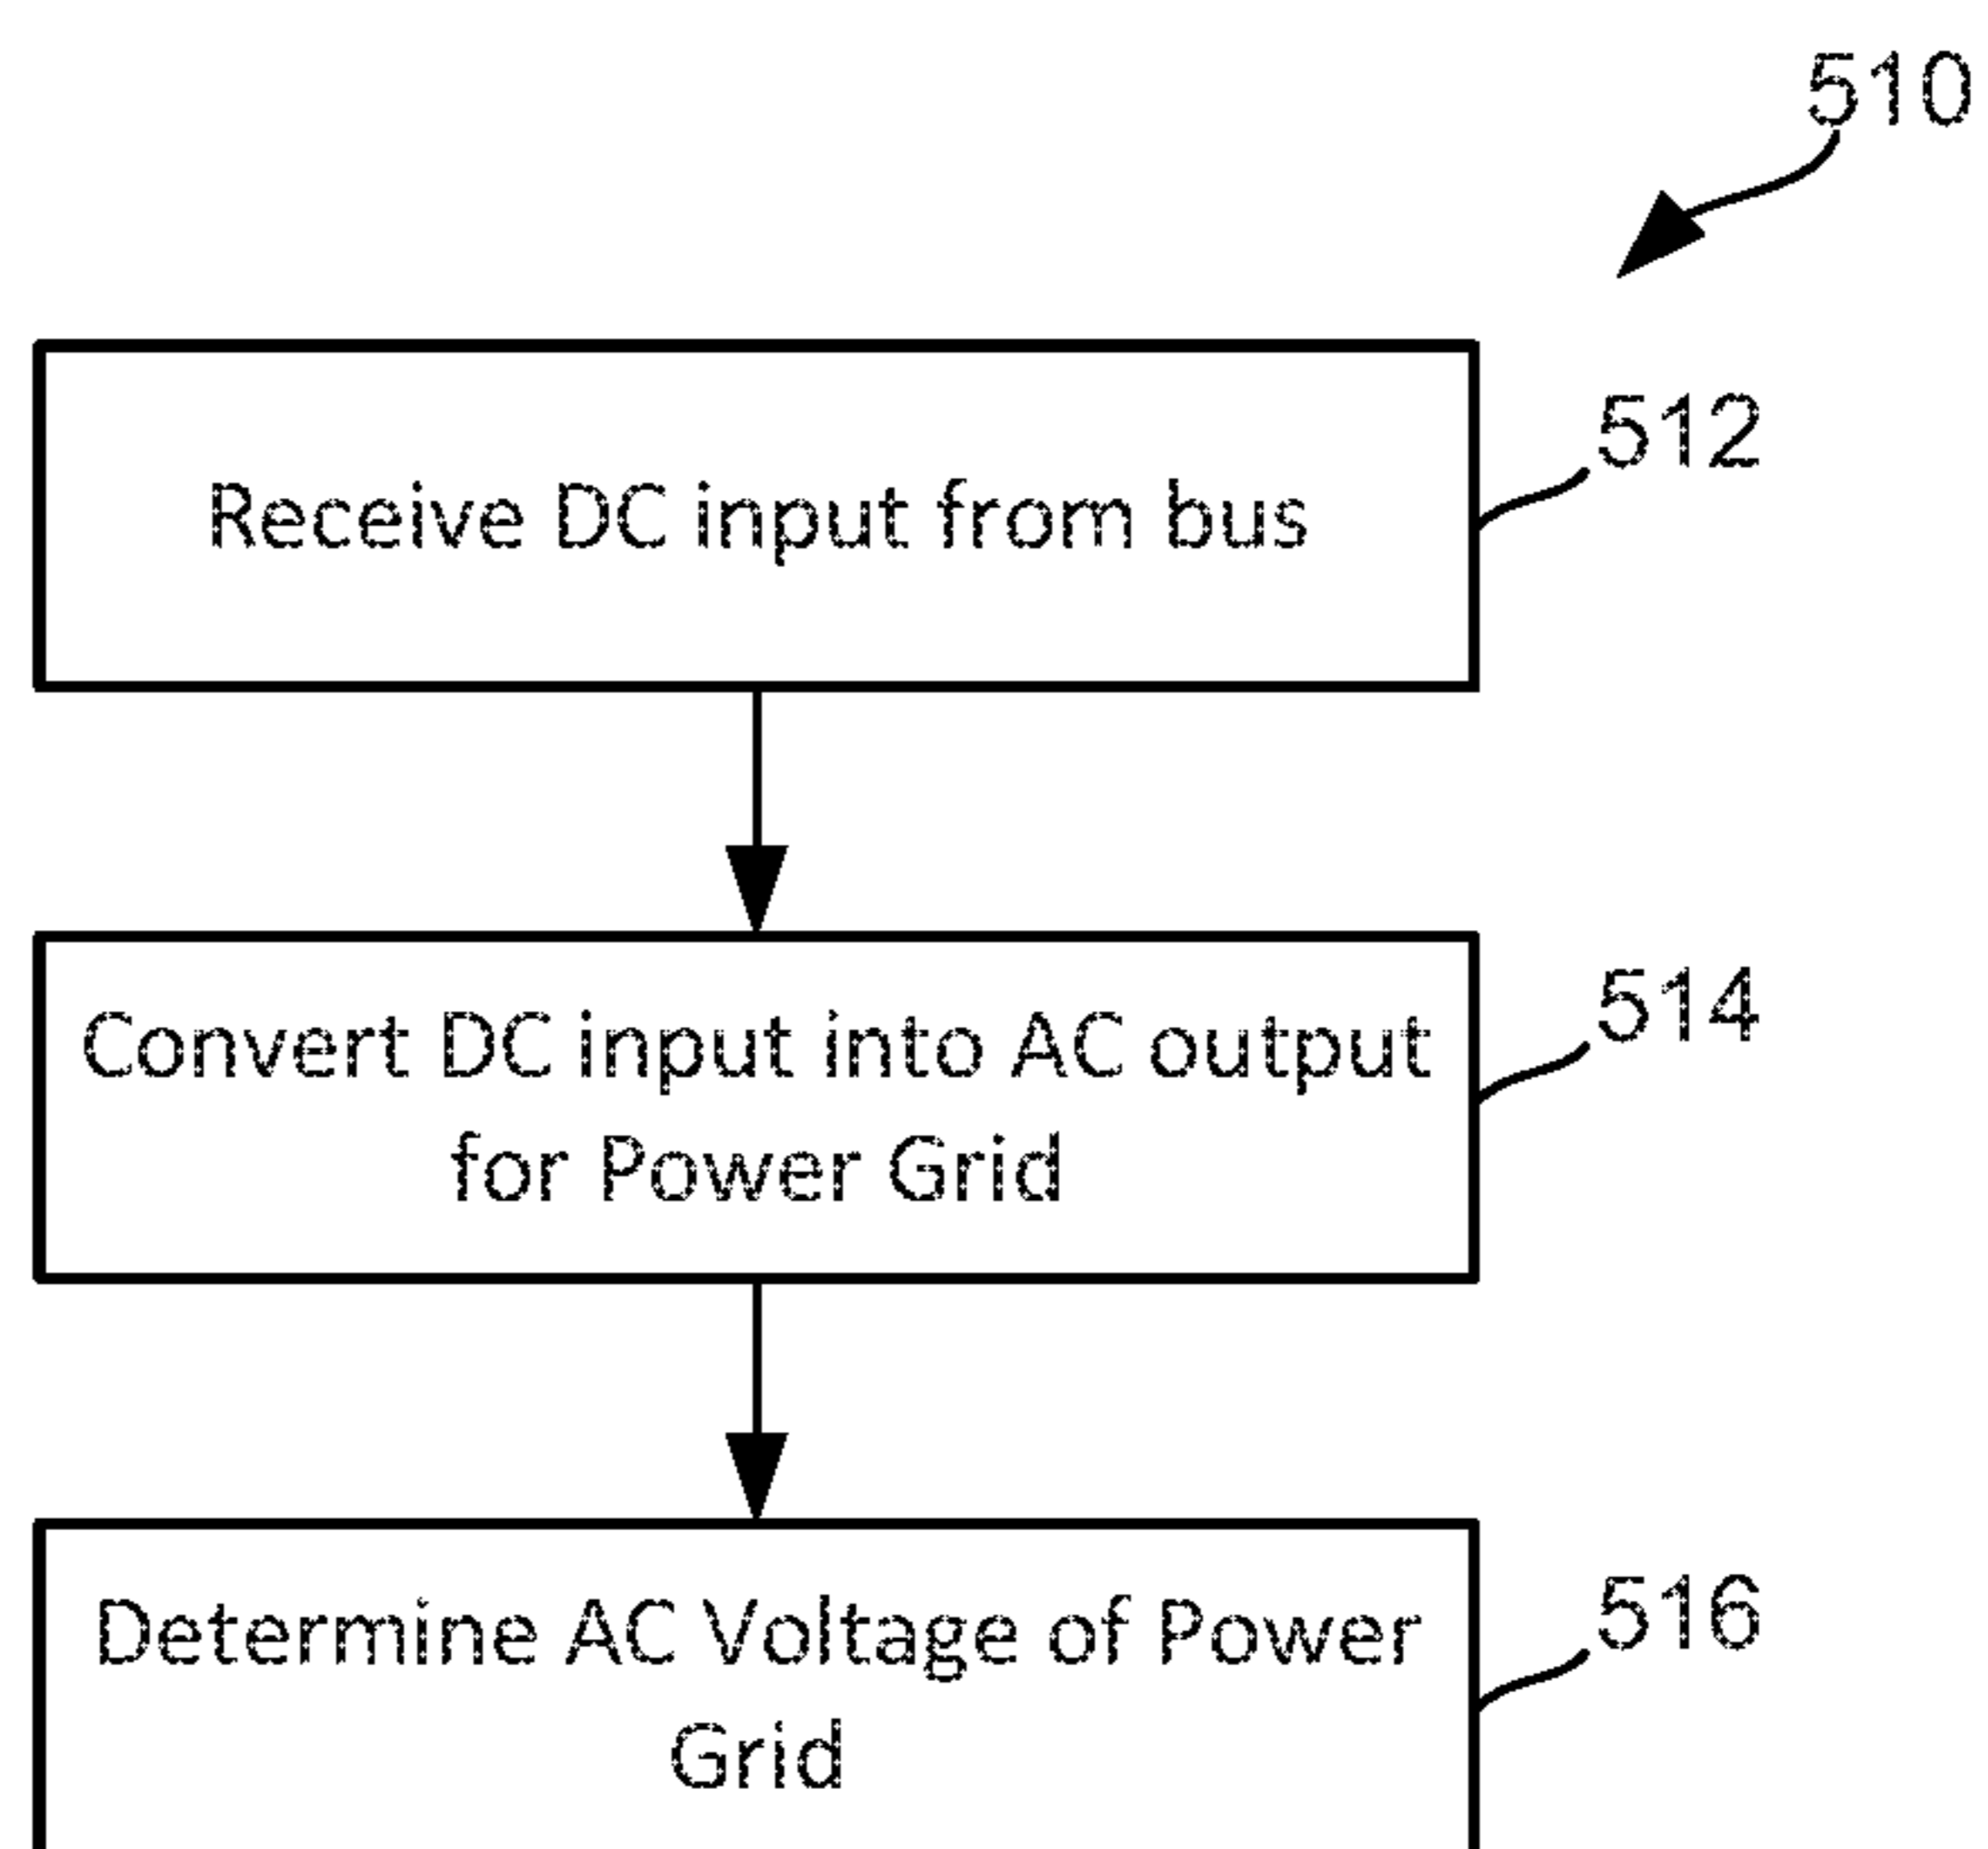 510
Receive DC input from bus
512
Convert DC input into AC output
for Power Grid
514
Determine AC Voltage of Power
Grid
516